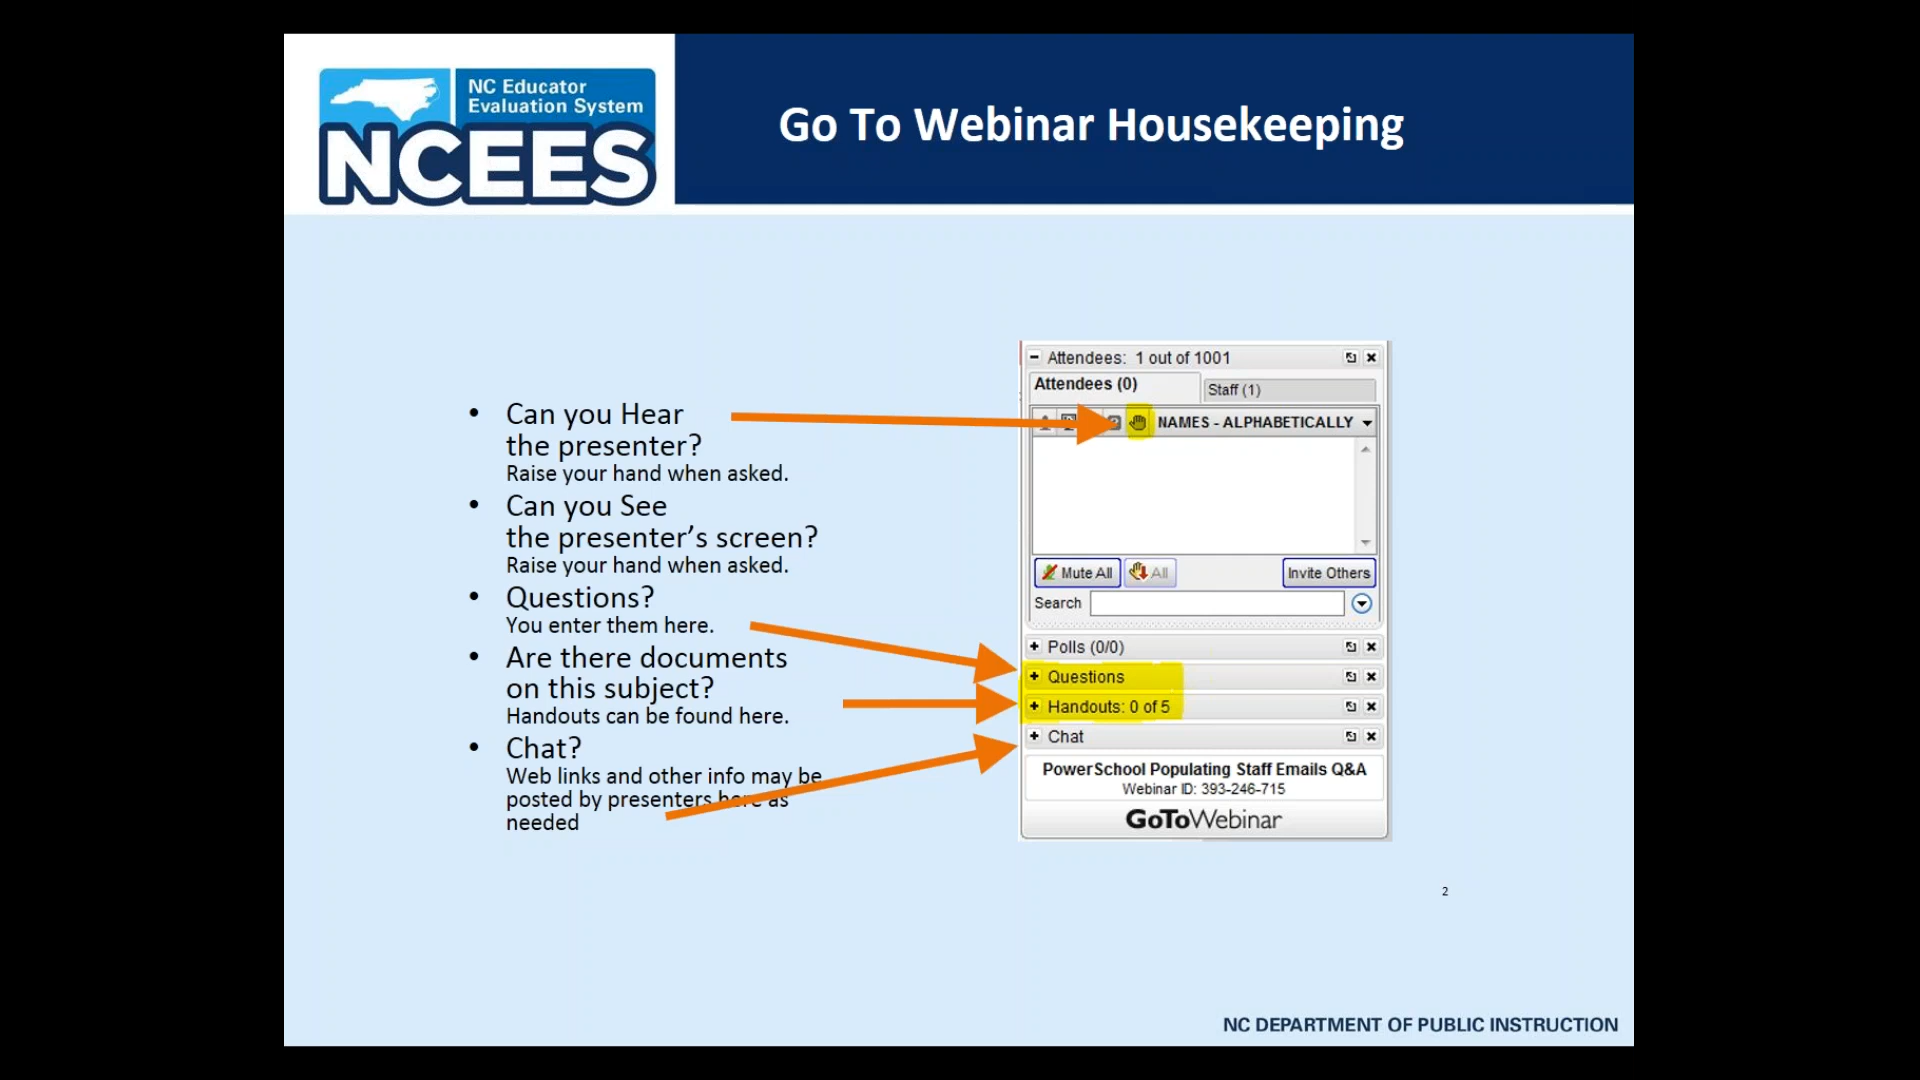 NC Educator
Evaluation System
NCEES
Go To Webinar Housekeeping
• Can you Hear
the presenter?
Raise your hand when asked.
• Can you See
the presenter’s screen?
Raise your hand when asked.
• Questions?
You enter them here.
• Are there documents
on this subject?
Handouts can be found here.
• Chat?
Web links and other info may be
posted by presenters here as
needed
Attendees: 1 out of 1001
Attendees (0)
Staff (1)
NAMES - ALPHABETICALLY
Mute All
All
Invite Others
Search
Polls (0/0)
Questions
Handouts: 0 of 5
Chat
PowerSchool Populating Staff Emails Q&A
Webinar ID: 393-246-715
GoToWebinar
2
NC DEPARTMENT OF PUBLIC INSTRUCTION